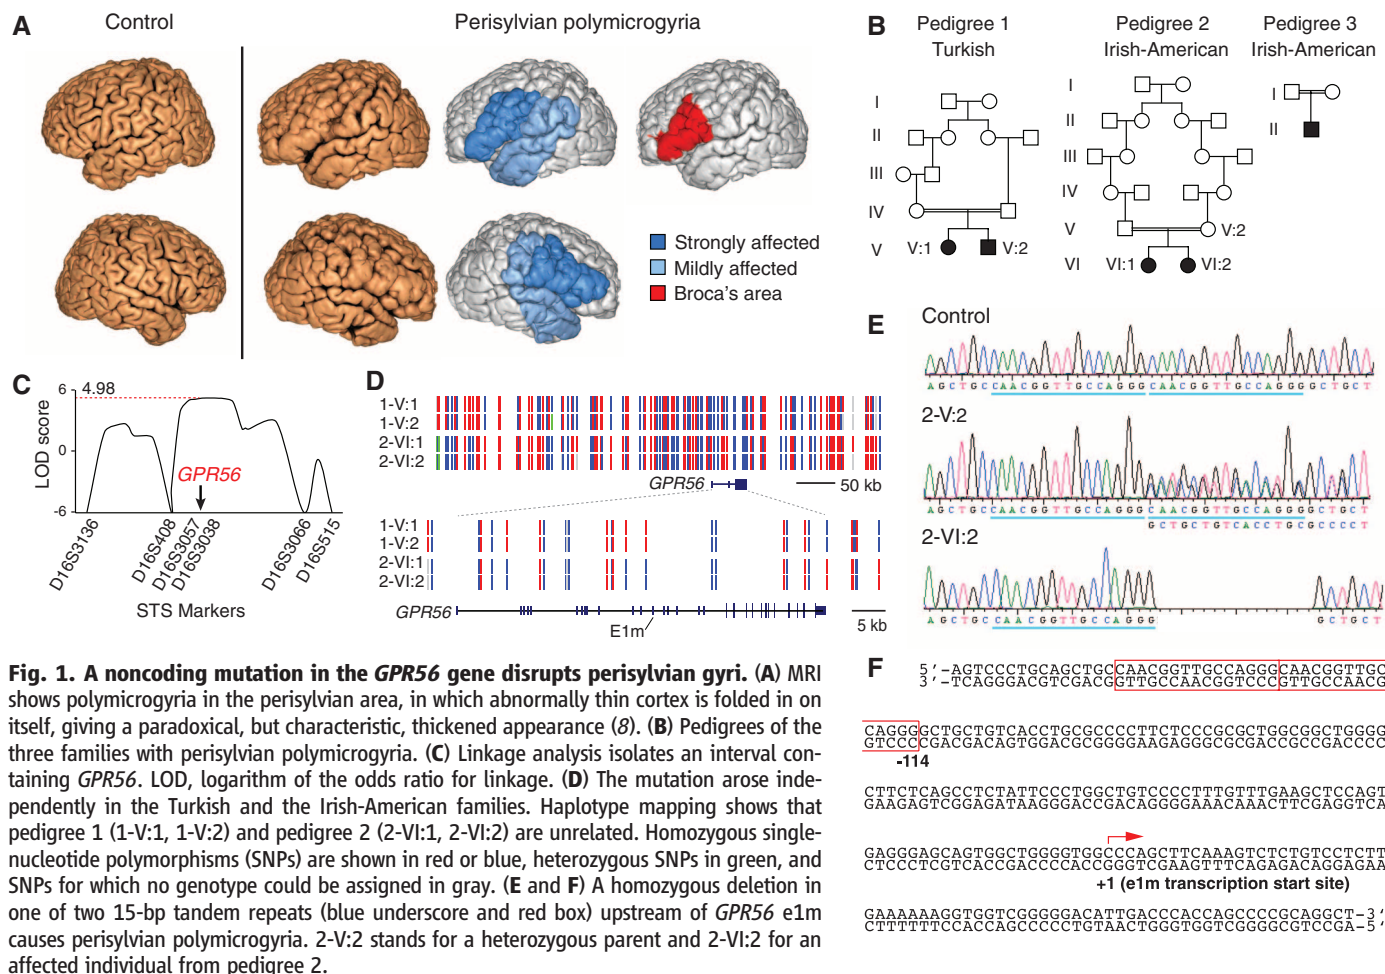 A
Control
Perisylvian polymicrogyria
Strongly affected
Mildly affected
Broca's area
B
Pedigree 1
Turkish
Pedigree 2
Irish-American
Pedigree 3
Irish-American
I
II
III
IV
V
V:1
V:2
I
II
III
IV
V
V:2
VI
VI:1
VI:2
I
II
C
6
4.98
LOD score
0
GPR56
-6
D16S3136
D16S408
D16S3057
D16S3038
D16S3066
D16S515
STS Markers
D
1-V:1
1-V:2
2-VI:1
2-VI:2
GPR56
50 kb
1-V:1
1-V:2
2-VI:1
2-VI:2
GPR56
E1m
5 kb
E
Control
AGCTGCCAACGGTTGCCAGGGCAACGGTTGCCAGGGGCTGCT
2-V:2
AGCTGCCAACGGTTGCCAGGGCAACGGTTGCCAGGGGCTGCT
GCTGCTGTCACCTGCGCCCCT
2-VI:2
AGCTGCCAACGGTTGCCAGGG GCTGCT
F
5'-AGTCCCTGCAGCTGCCAACGGTTGCCAGGGCAACGGTTGC
3'-TCAGGGACGTCGACGGTTGCCAACGGTCCCGTTGCCAACG
CAGGGGCTGCTGTCACCTGCGCCCCTTCTCCCGCGCTGGCGGCTGGGG
GTCCCCGACGACAGTGGACGCGGGGAAGAGGGCGCGACCGCCGACCCC
-114
CTTCTCAGCCTCTATTCCCTGGCTGTCCCCTTTGTTTGAAGCTCCAGT
GAAGAGTCGGAGATAAGGGACCGACAGGGGAAACAAACTTCGAGGTCA
GAGGGAGCAGTGGCTGGGGTGGCCCAGCTTCAAAGTCTCTGTCCTCTT
CTCCCTCGTCACCGACCCCACCGGGTCGAAGTTTCAGAGACAGGAGAA
+1 (e1m transcription start site)
GAAAAAAGGTGGTCGGGGGACATTGACCCACCAGCCCCGCAGGCT-3'
CTTTTTTCCACCAGCCCCCTGTAACTGGGTGGTCGGGGCGTCCGA-5'
Fig. 1. A noncoding mutation in the GPR56 gene disrupts perisylvian gyri. (A) MRI
shows polymicrogyria in the perisylvian area, in which abnormally thin cortex is folded in on
itself, giving a paradoxical, but characteristic, thickened appearance (8). (B) Pedigrees of the
three families with perisylvian polymicrogyria. (C) Linkage analysis isolates an interval con-
taining GPR56. LOD, logarithm of the odds ratio for linkage. (D) The mutation arose inde-
pendently in the Turkish and the Irish-American families. Haplotype mapping shows that
pedigree 1 (1-V:1, 1-V:2) and pedigree 2 (2-VI:1, 2-VI:2) are unrelated. Homozygous single-
nucleotide polymorphisms (SNPs) are shown in red or blue, heterozygous SNPs in green, and
SNPs for which no genotype could be assigned in gray. (E and F) A homozygous deletion in
one of two 15-bp tandem repeats (blue underscore and red box) upstream of GPR56 e1m
causes perisylvian polymicrogyria. 2-V:2 stands for a heterozygous parent and 2-VI:2 for an
affected individual from pedigree 2.